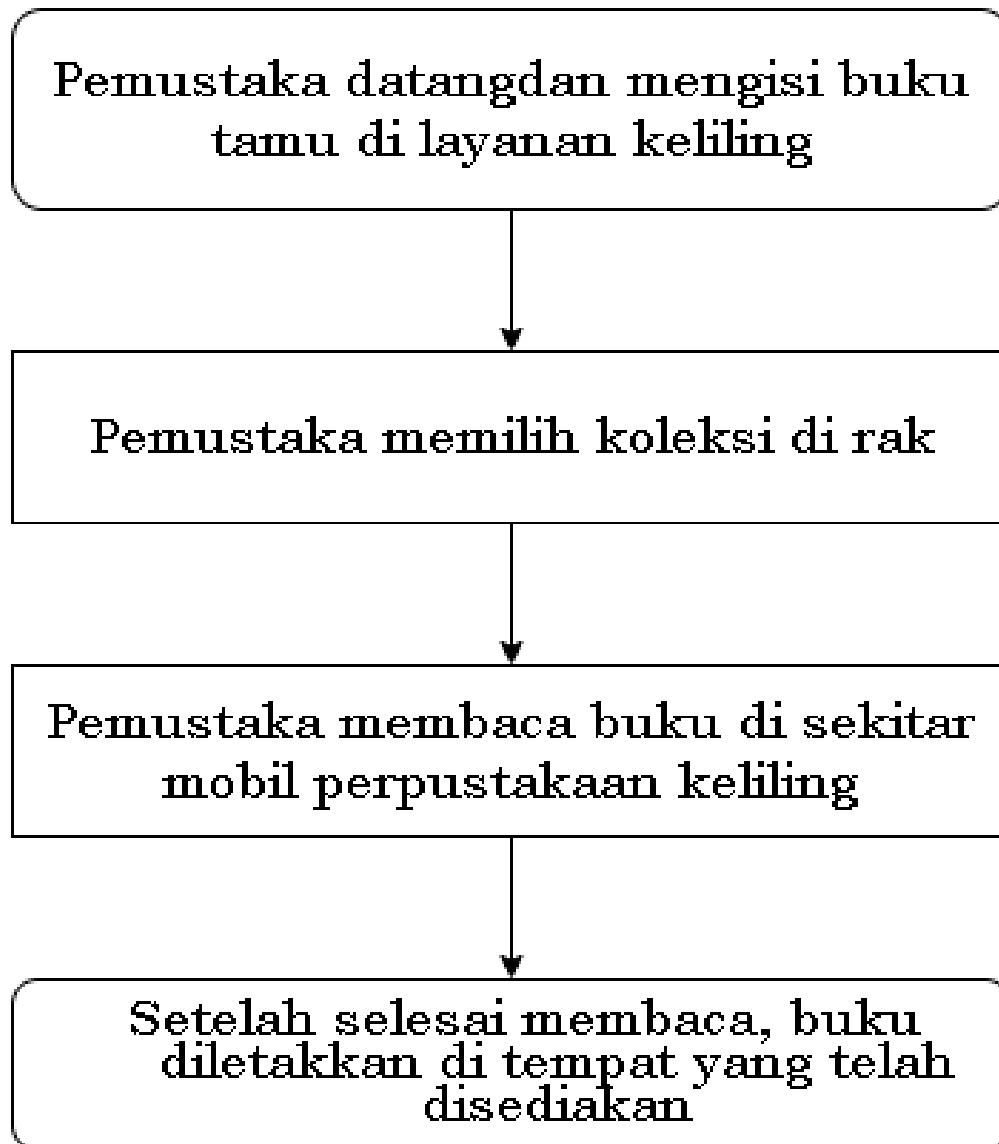 Pemustaka datangdan mengisi buku
tamu di layanan keliling
Pemustaka memilih koleksi di rak
Pemustaka membaca buku di sekitar
mobil perpustakaan keliling
Setelah selesai membaca, buku
diletakkan di tempat yang telah
disediakan